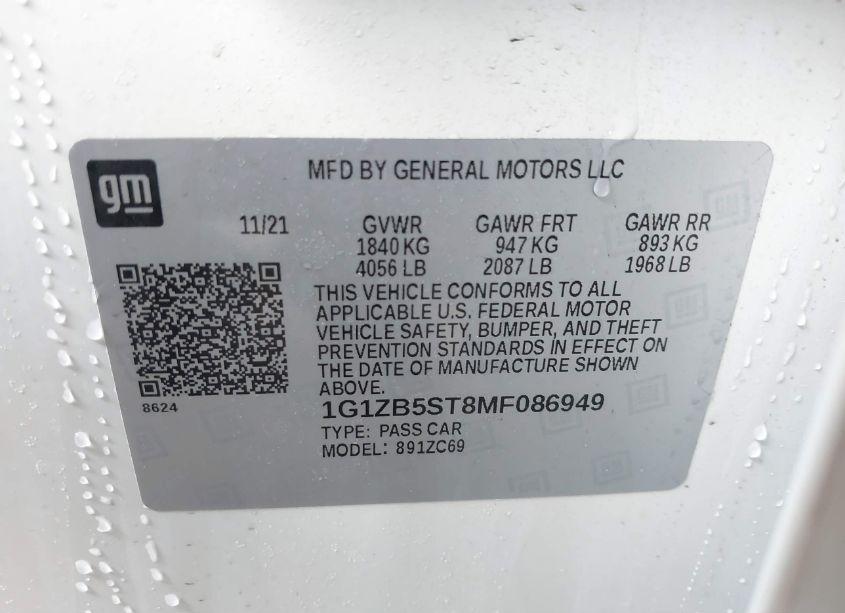 gm
MFD BY GENERAL MOTORS LLC
11/21 GVWR GAWR FRT GAWR RR
1840 KG 947 KG 893 KG
4056 LB 2087 LB 1968 LB
THIS VEHICLE CONFORMS TO ALL
APPLICABLE U.S. FEDERAL MOTOR
VEHICLE SAFETY, BUMPER, AND THEFT
PREVENTION STANDARDS IN EFFECT ON
THE DATE OF MANUFACTURE SHOWN
ABOVE.
8624
1G1ZB5ST8MF086949
TYPE: PASS CAR
MODEL: 891ZC69